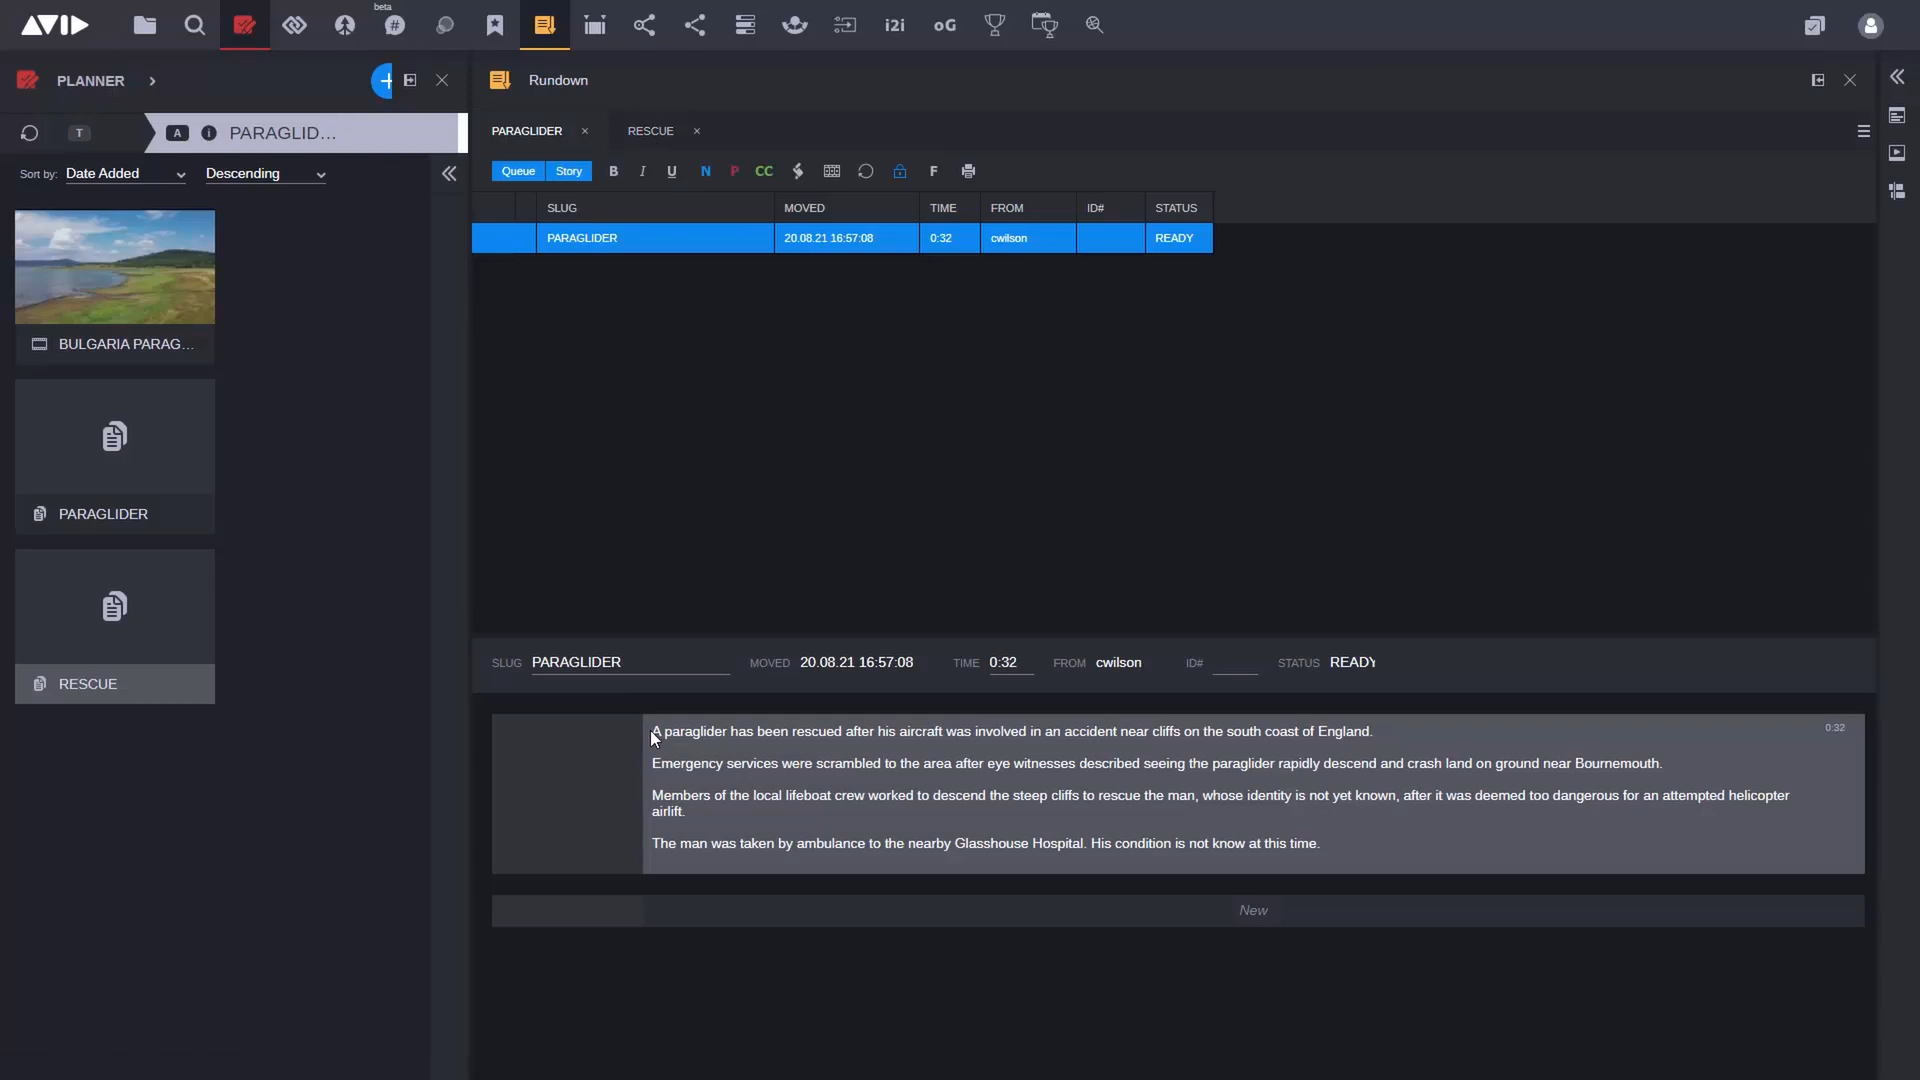 AVID
beta
#
i2i
oG
PLANNER
Rundown
T
A
i
PARAGLID...
PARAGLIDER
RESCUE
Sort by: Date Added
Descending
Queue
Story
B
I
U
N
P
CC
F
SLUG
MOVED
TIME
FROM
ID#
STATUS
PARAGLIDER
20.08.21 16:57:08
0:32
cwilson
READY
BULGARIA PARAG...
PARAGLIDER
RESCUE
SLUG PARAGLIDER
MOVED 20.08.21 16:57:08
TIME 0:32
FROM cwilson
ID#
STATUS READY
0:32
A paraglider has been rescued after his aircraft was involved in an accident near cliffs on the south coast of England.
Emergency services were scrambled to the area after eye witnesses described seeing the paraglider rapidly descend and crash land on ground near Bournemouth.
Members of the local lifeboat crew worked to descend the steep cliffs to rescue the man, whose identity is not yet known, after it was deemed too dangerous for an attempted helicopter
airlift.
The man was taken by ambulance to the nearby Glasshouse Hospital. His condition is not know at this time.
New